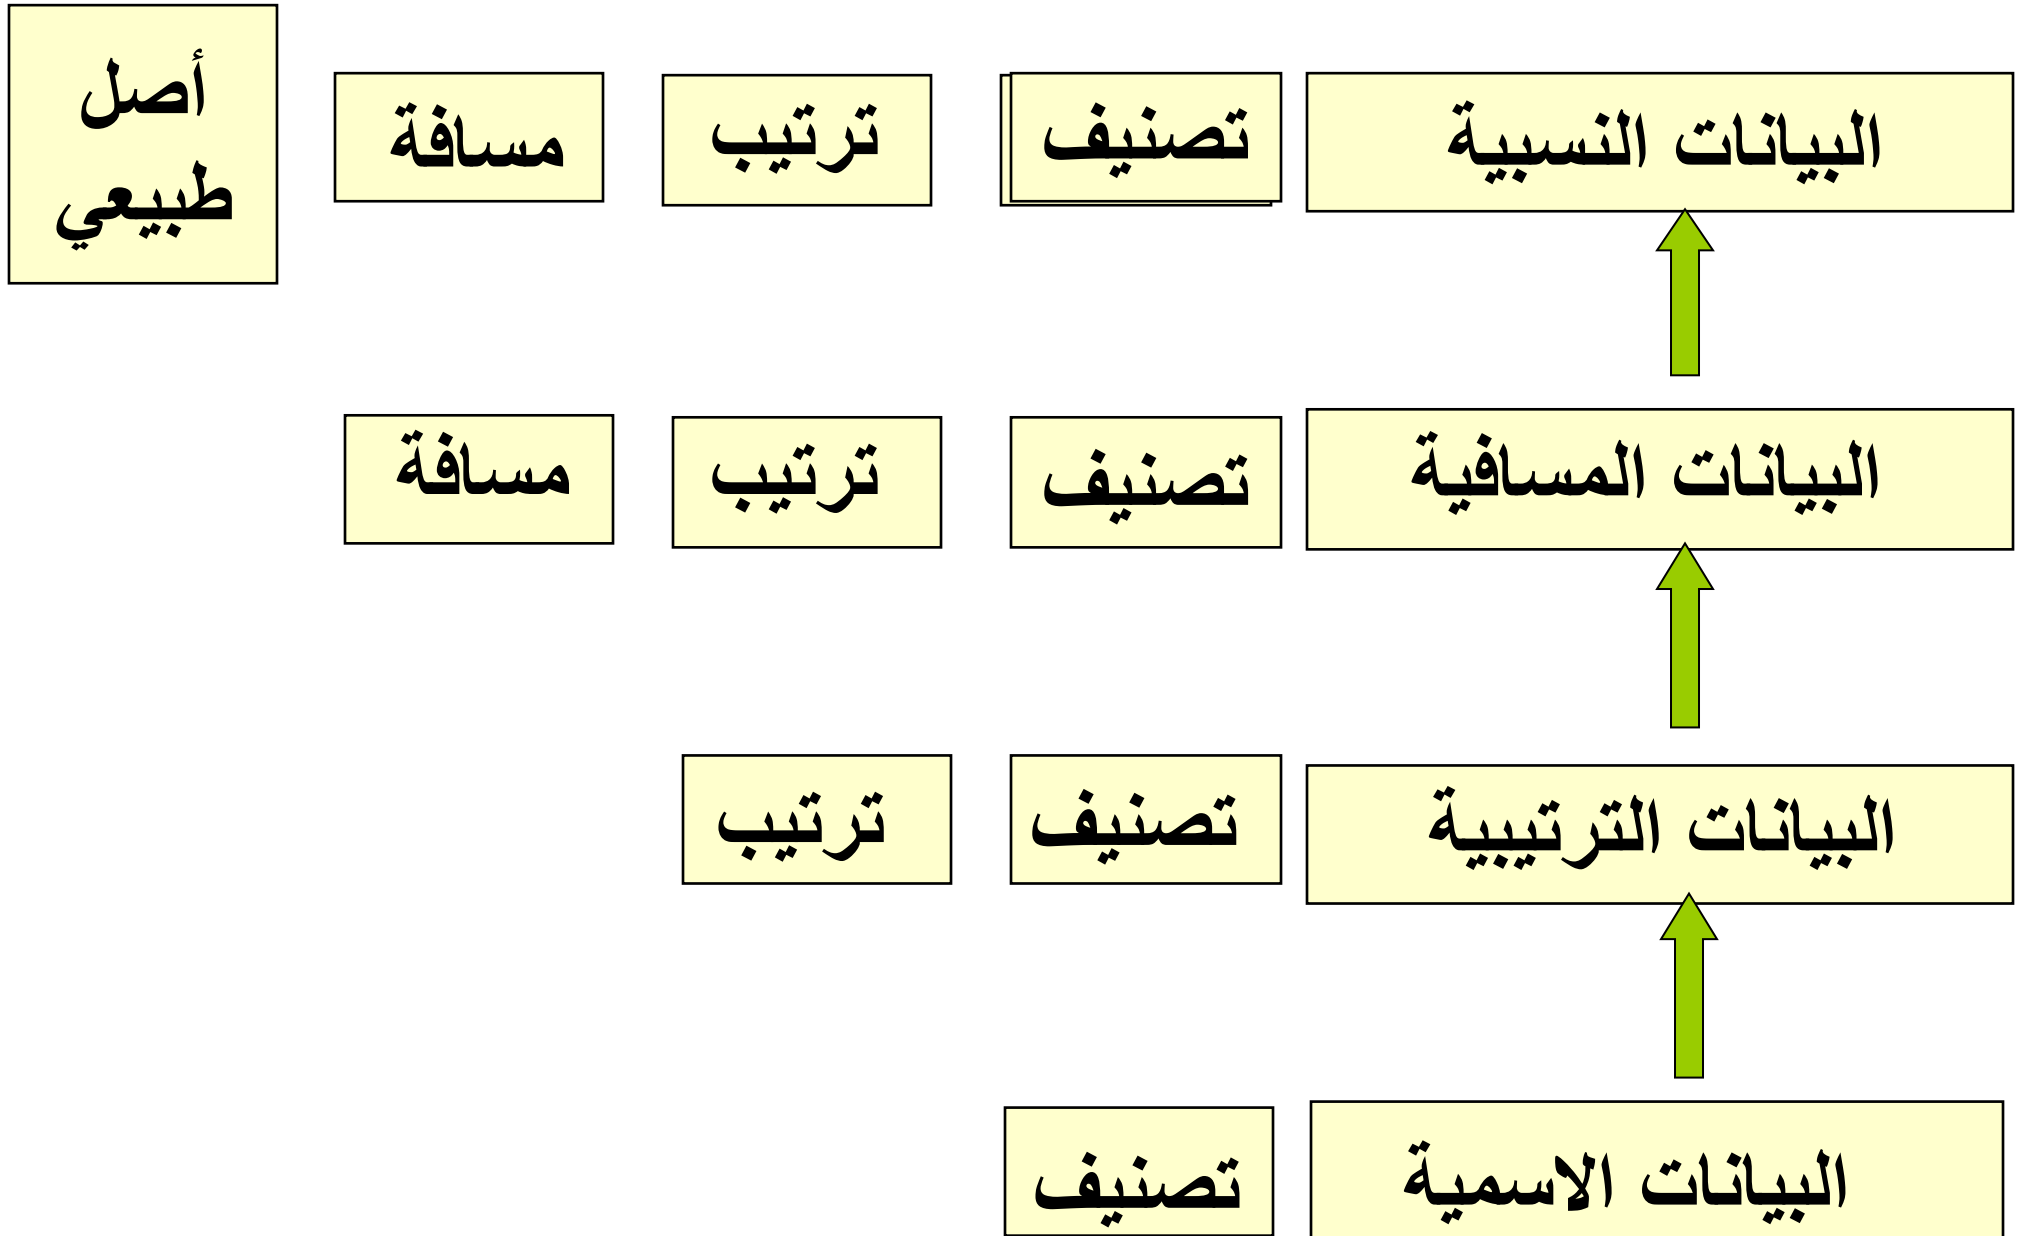 البيانات النسبية
تصنيف
ترتيب
مسافة
أصل
طبيعي
البيانات المسافية
تصنيف
ترتيب
مسافة
البيانات الترتيبية
تصنيف
ترتيب
البيانات الاسمية
تصنيف